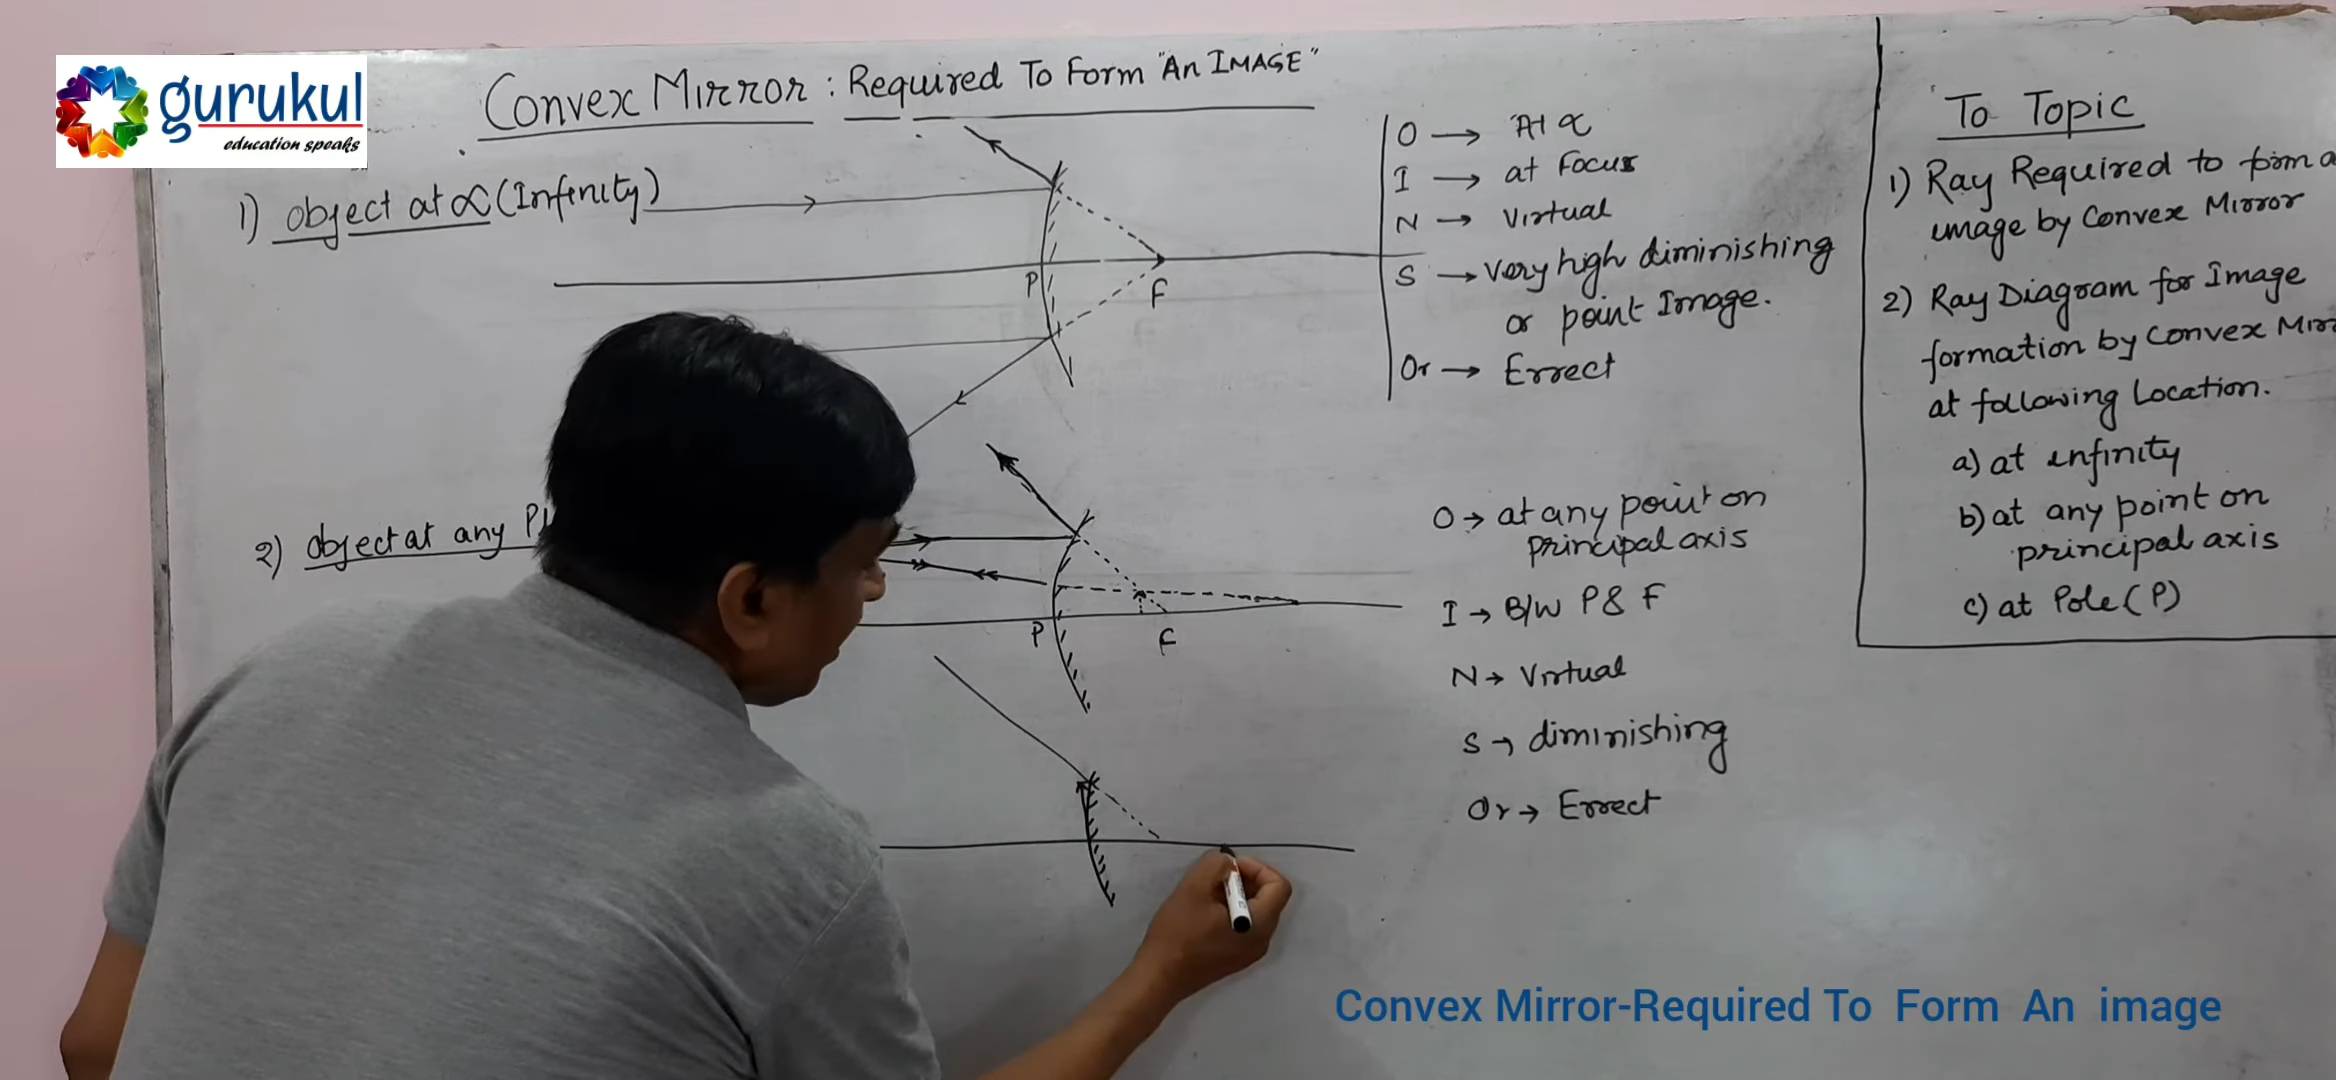 gurukul
education speaks
Convex Mirror : Required To Form "An IMAGE"
1) object at ∝ (Infinity)
P
F
O → At ∝
I → at Focus
N → Virtual
S → Very high diminishing
or point Image.
Or → Errect
2) object at any
P
F
O → at any point on
principal axis
I → B/W P & F
N → Virtual
S → diminishing
Or → Errect
To Topic
1) Ray Required to form a
image by Convex Mirror
2) Ray Diagram for Image
formation by Convex
at following Location.
a) at infinity
b) at any point on
principal axis
c) at Pole (P)
Convex Mirror-Required To Form An image